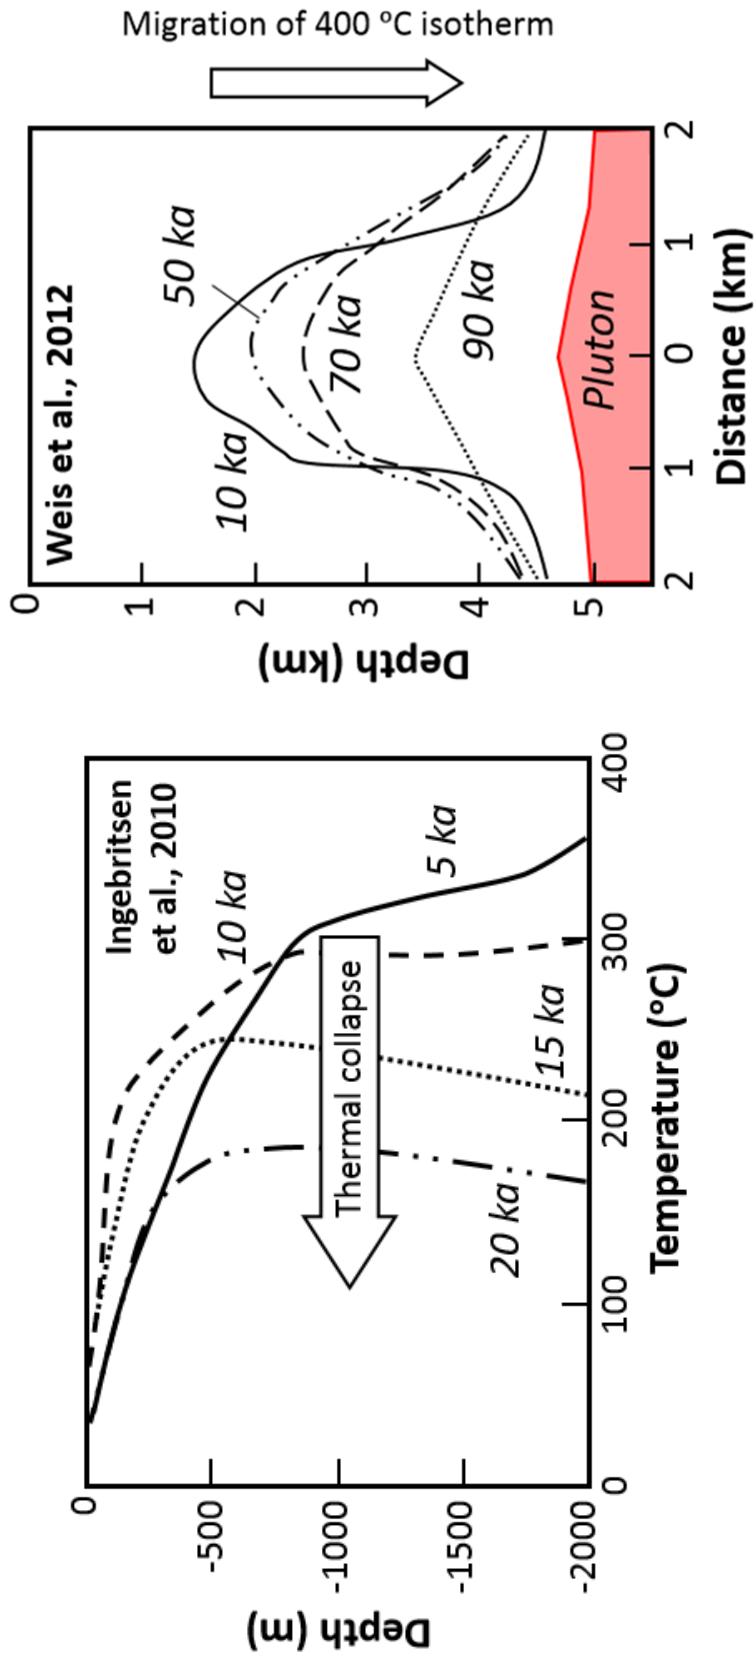 Ingebritsen
et al., 2010
Depth (m)
0
-500
-1000
-1500
-2000
0
100
200
300
400
Temperature (ºC)
10 ka
5 ka
15 ka
20 ka
Thermal collapse
Weis et al., 2012
Depth (km)
0
1
2
3
4
5
2
1
0
1
2
Distance (km)
10 ka
50 ka
70 ka
90 ka
Pluton
Migration of 400 ºC isotherm